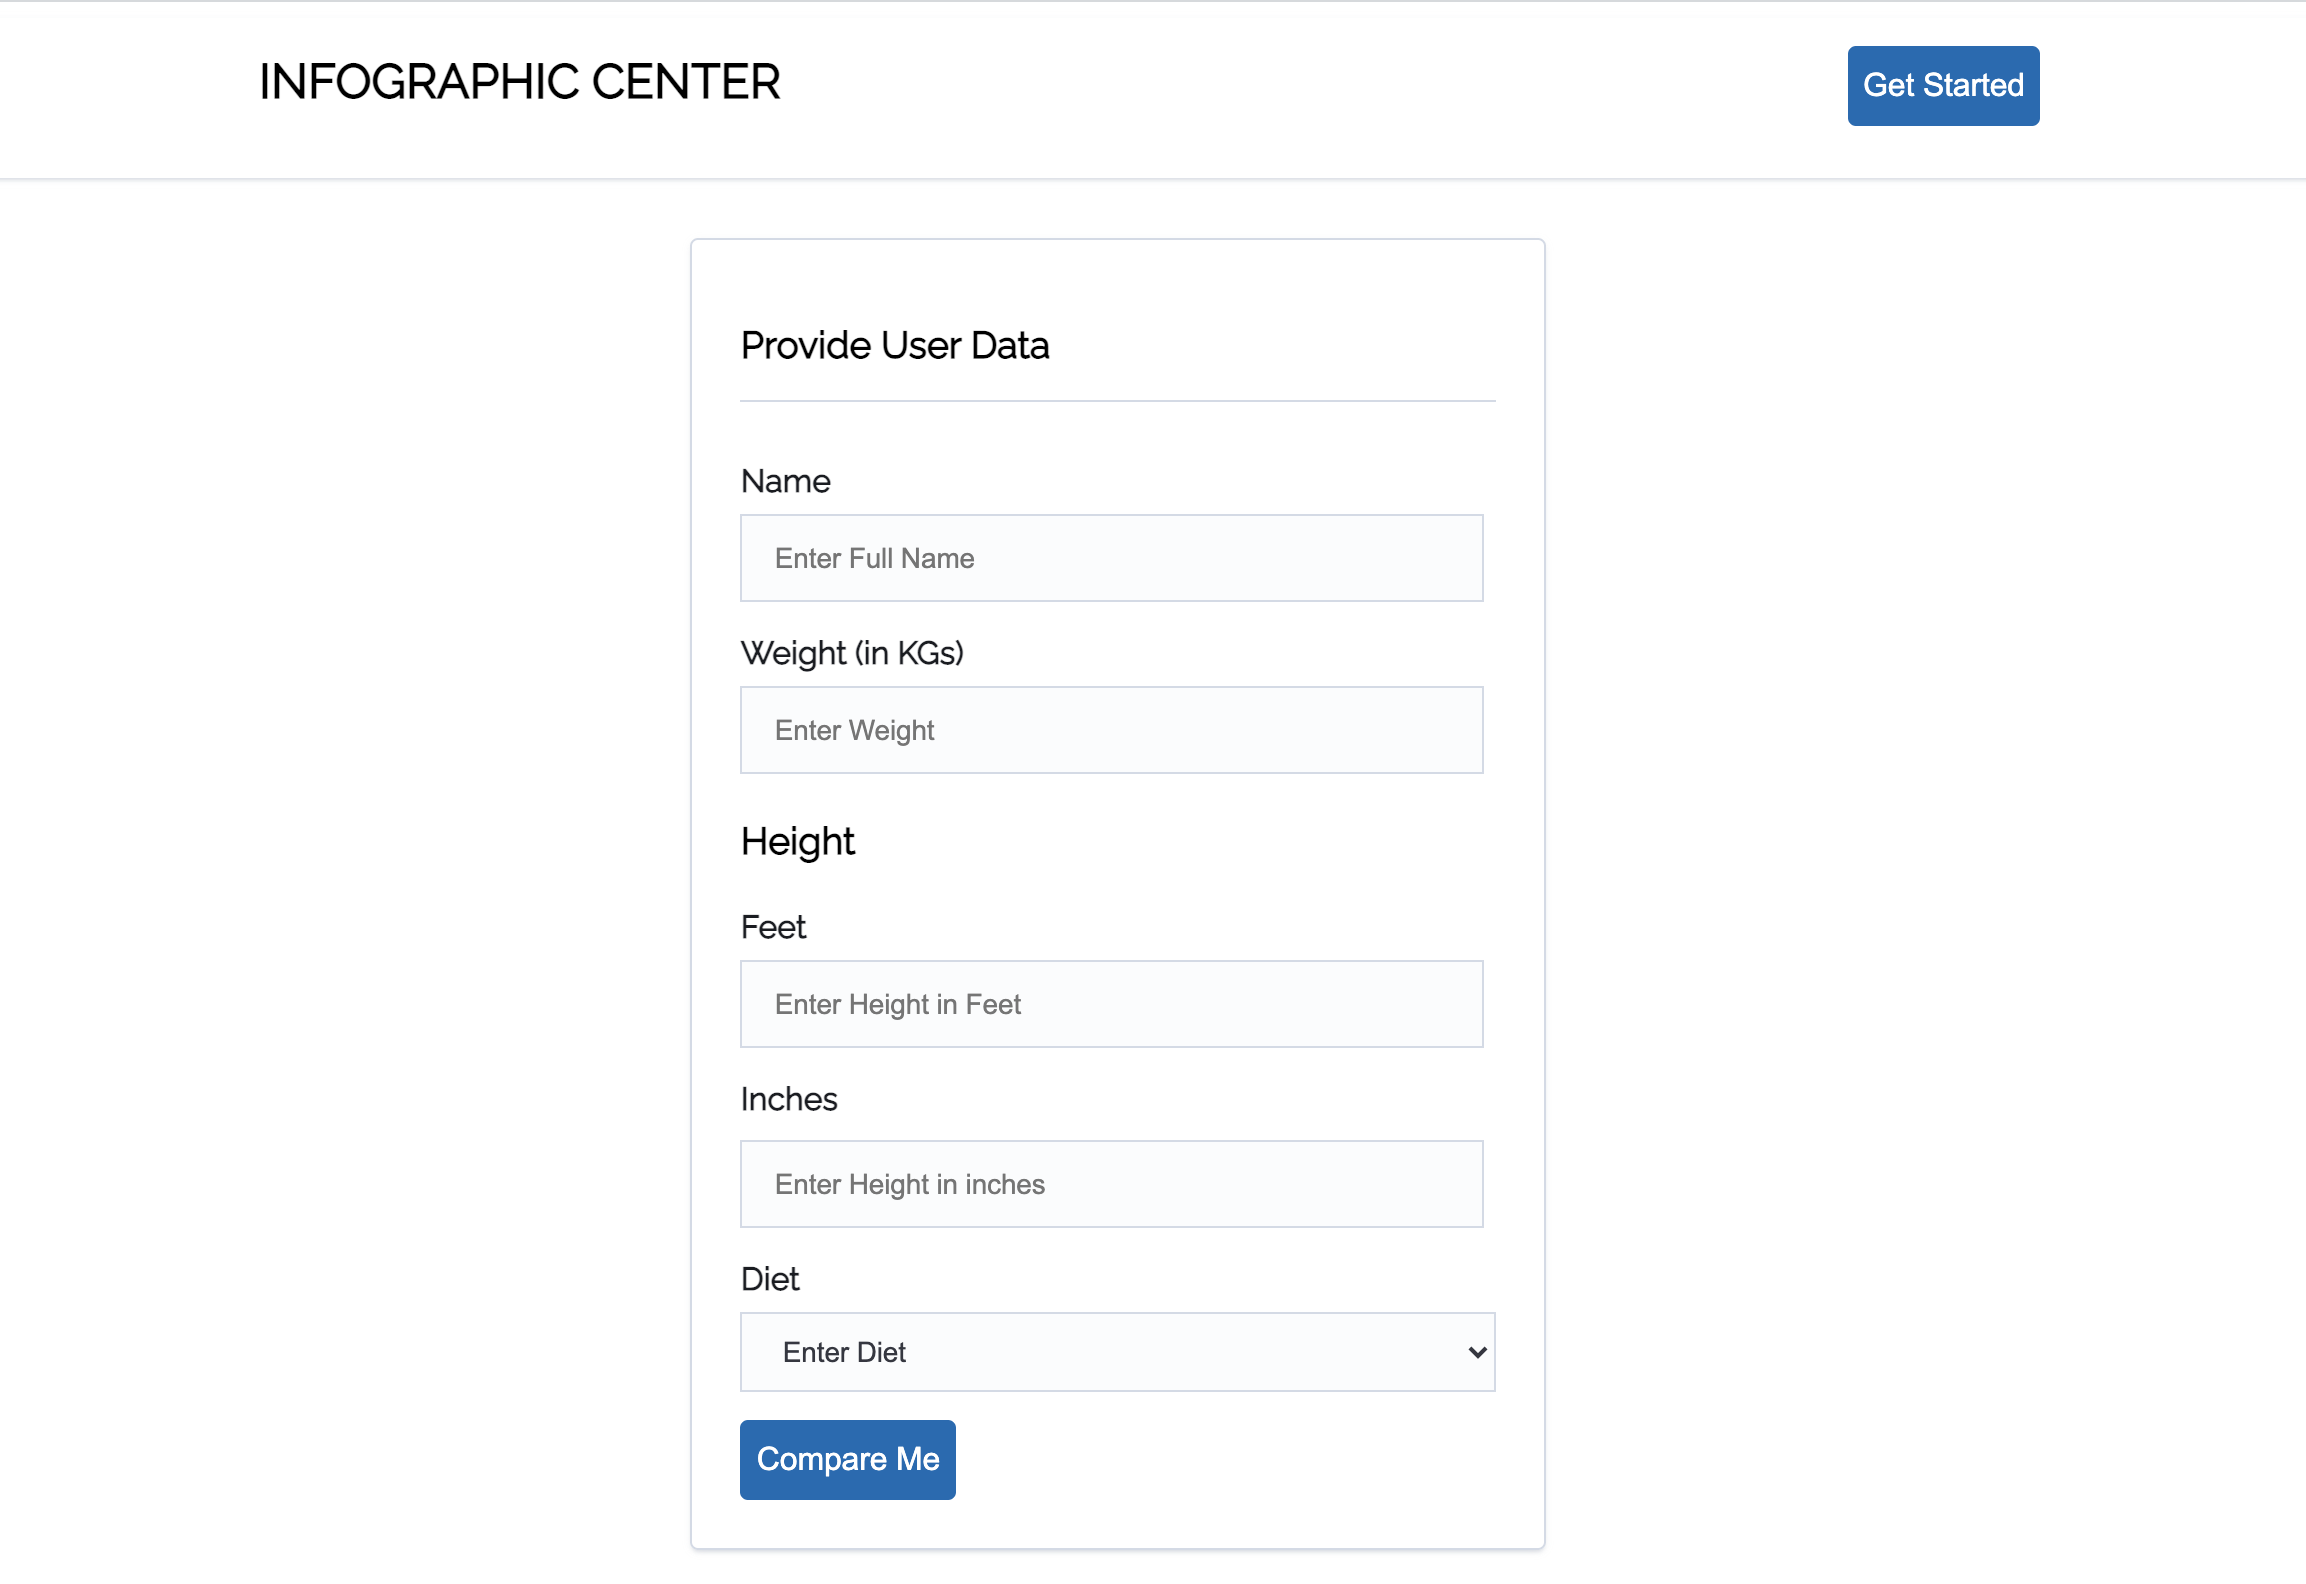 INFOGRAPHIC CENTER
Get Started
Provide User Data
Name
Enter Full Name
Weight (in KGs)
Enter Weight
Height
Feet
Enter Height in Feet
Inches
Enter Height in inches
Diet
Enter Diet
Compare Me